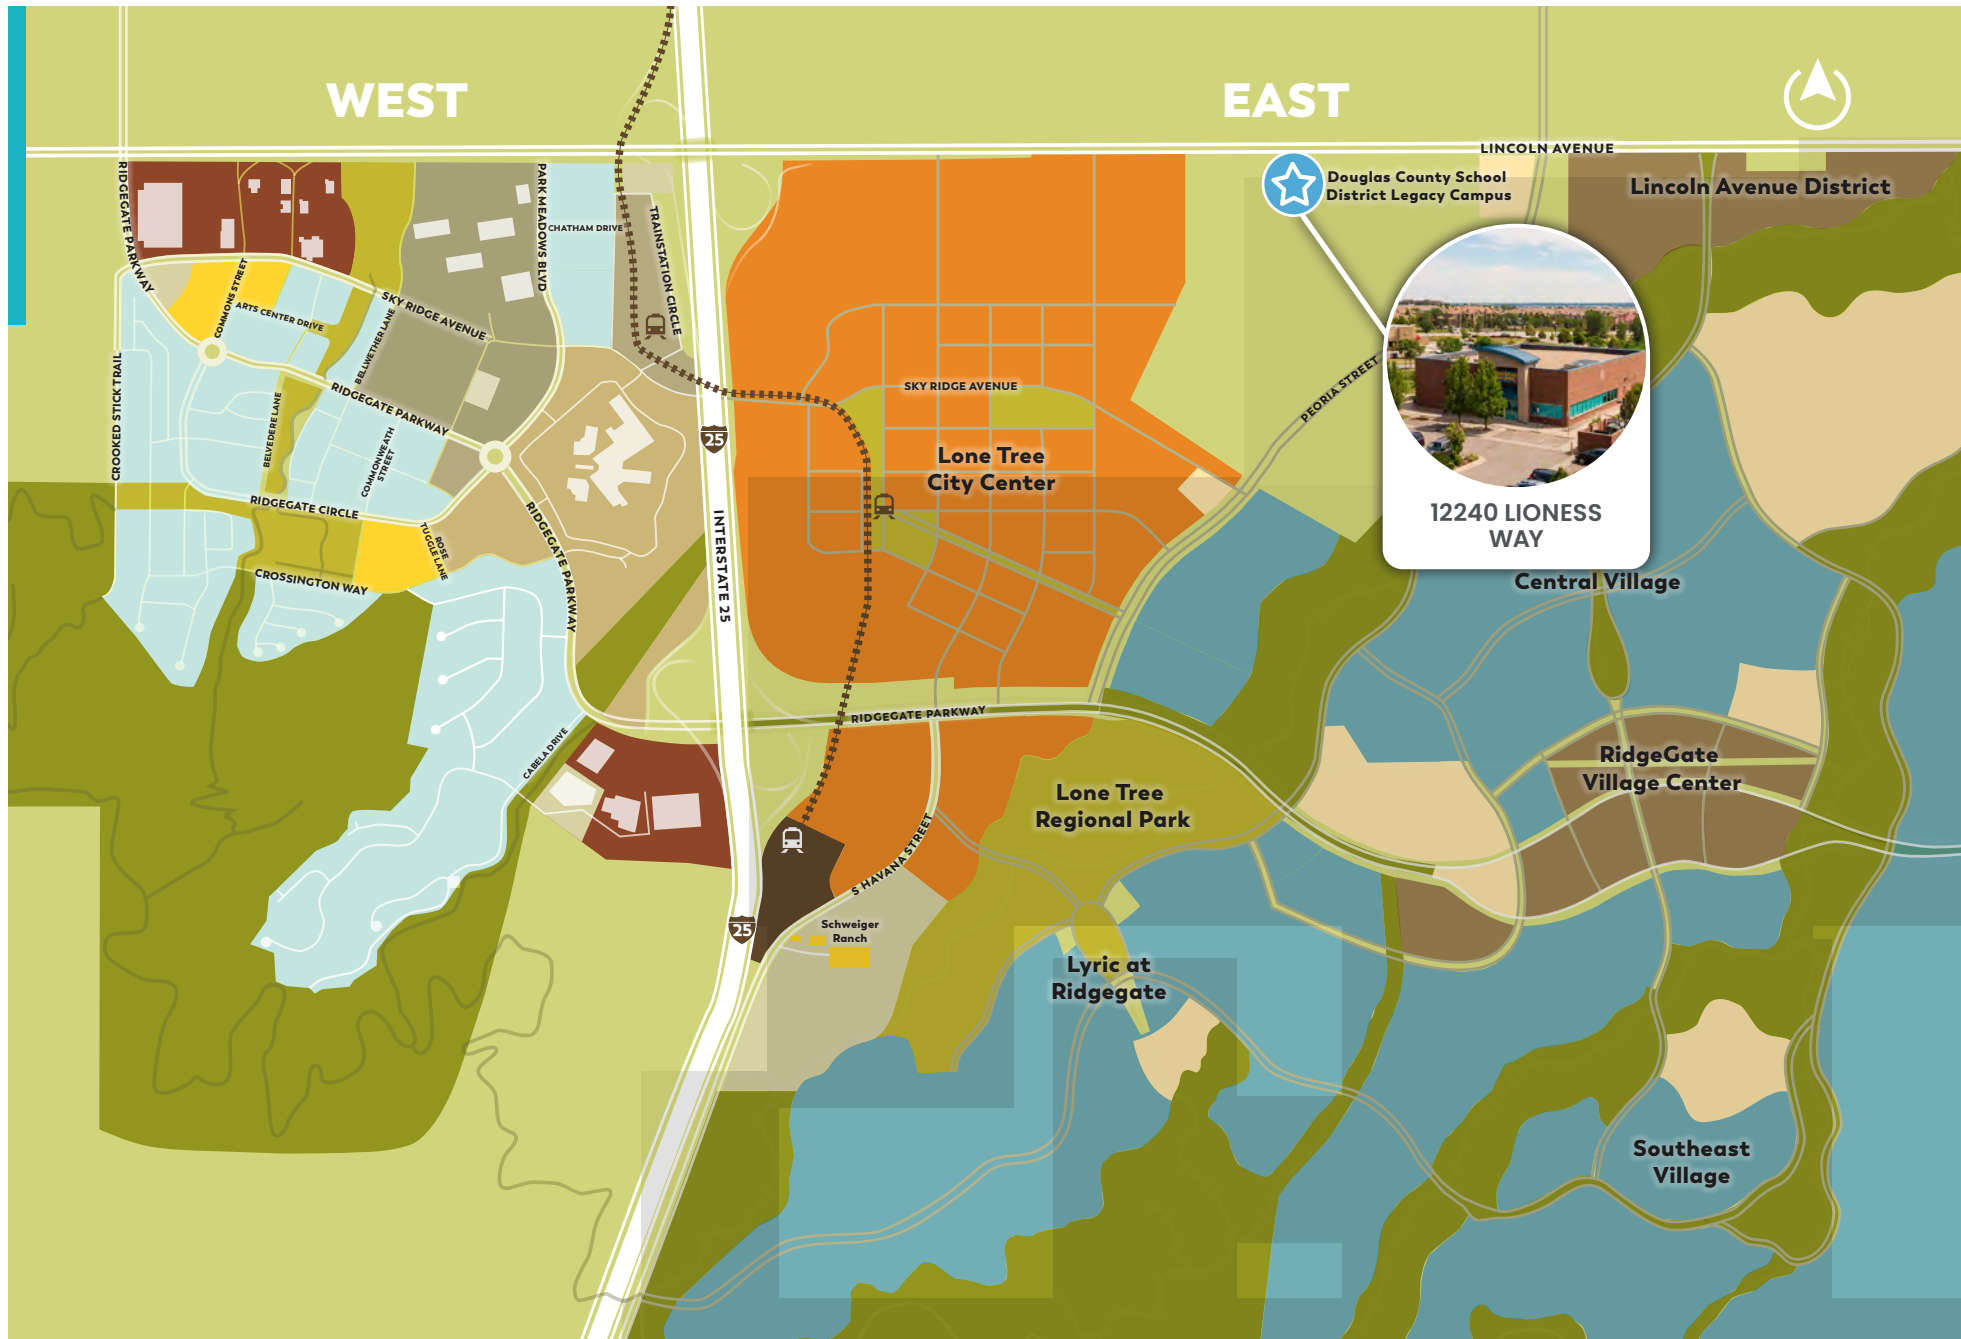 WEST
EAST
LINCOLN AVENUE
Douglas County School
District Legacy Campus
Lincoln Avenue District
RIDGEGATE PARKWAY
PARK MEADOWS BLVD
CHATHAM DRIVE
TRAINSTATION CIRCLE
COMMONS STREET
ARTS CENTER DRIVE
SKY RIDGE AVENUE
BELLWETHER LANE
CROOKED STICK TRAIL
RIDGEGATE PARKWAY
BELVEDERE LANE
COMMONWEATH
STREET
RIDGEGATE CIRCLE
ROSE
TUGGLE LANE
CROSSINGTON WAY
RIDGEGATE PARKWAY
25
INTERSTATE 25
SKY RIDGE AVENUE
Lone Tree
City Center
PEORIA STREET
12240 LIONESS
WAY
Central Village
RIDGEGATE PARKWAY
CABELA DRIVE
RidgeGate
Village Center
Lone Tree
Regional Park
S HAVANA STREET
25
Schweiger
Ranch
Lyric at
Ridgegate
Southeast
Village